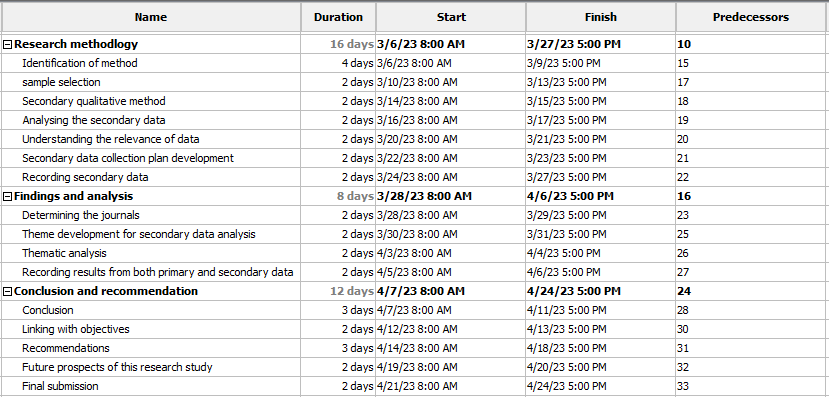 Name Duration Start Finish Predecessors
Research methodlogy 16 days 3/6/23 8:00 AM 3/27/23 5:00 PM 10
Identification of method 4 days 3/6/23 8:00 AM 3/9/23 5:00 PM 15
sample selection 2 days 3/10/23 8:00 AM 3/13/23 5:00 PM 17
Secondary qualitative method 2 days 3/14/23 8:00 AM 3/15/23 5:00 PM 18
Analysing the secondary data 2 days 3/16/23 8:00 AM 3/17/23 5:00 PM 19
Understanding the relevance of data 2 days 3/20/23 8:00 AM 3/21/23 5:00 PM 20
Secondary data collection plan development 2 days 3/22/23 8:00 AM 3/23/23 5:00 PM 21
Recording secondary data 2 days 3/24/23 8:00 AM 3/27/23 5:00 PM 22
Findings and analysis 8 days 3/28/23 8:00 AM 4/6/23 5:00 PM 16
Determining the journals 2 days 3/28/23 8:00 AM 3/29/23 5:00 PM 23
Theme development for secondary data analysis 2 days 3/30/23 8:00 AM 3/31/23 5:00 PM 25
Thematic analysis 2 days 4/3/23 8:00 AM 4/4/23 5:00 PM 26
Recording results from both primary and secondary data 2 days 4/5/23 8:00 AM 4/6/23 5:00 PM 27
Conclusion and recommendation 12 days 4/7/23 8:00 AM 4/24/23 5:00 PM 24
Conclusion 3 days 4/7/23 8:00 AM 4/11/23 5:00 PM 28
Linking with objectives 2 days 4/12/23 8:00 AM 4/13/23 5:00 PM 30
Recommendations 3 days 4/14/23 8:00 AM 4/18/23 5:00 PM 31
Future prospects of this research study 2 days 4/19/23 8:00 AM 4/20/23 5:00 PM 32
Final submission 2 days 4/21/23 8:00 AM 4/24/23 5:00 PM 33